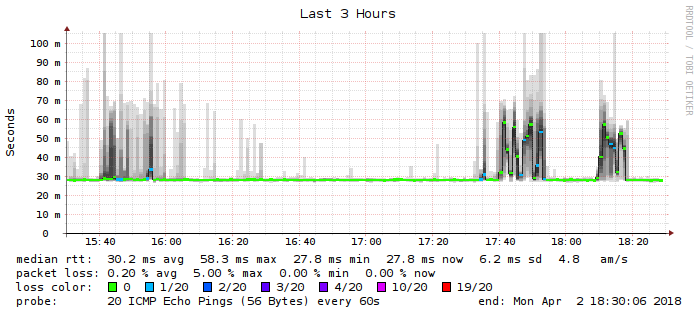 Last 3 Hours
RRDTOOL / TOBI OETIKER
Seconds
100 m
90 m
80 m
70 m
60 m
50 m
40 m
30 m
20 m
10 m
0
15:40 16:00 16:20 16:40 17:00 17:20 17:40 18:00 18:20
median rtt: 30.2 ms avg 58.3 ms max 27.8 ms min 27.8 ms now 6.2 ms sd 4.8 am/s
packet loss: 0.20 % avg 5.00 % max 0.00 % min 0.00 % now
loss color: 0 1/20 2/20 3/20 4/20 10/20 19/20
probe: 20 ICMP Echo Pings (56 Bytes) every 60s end: Mon Apr 2 18:30:06 2018